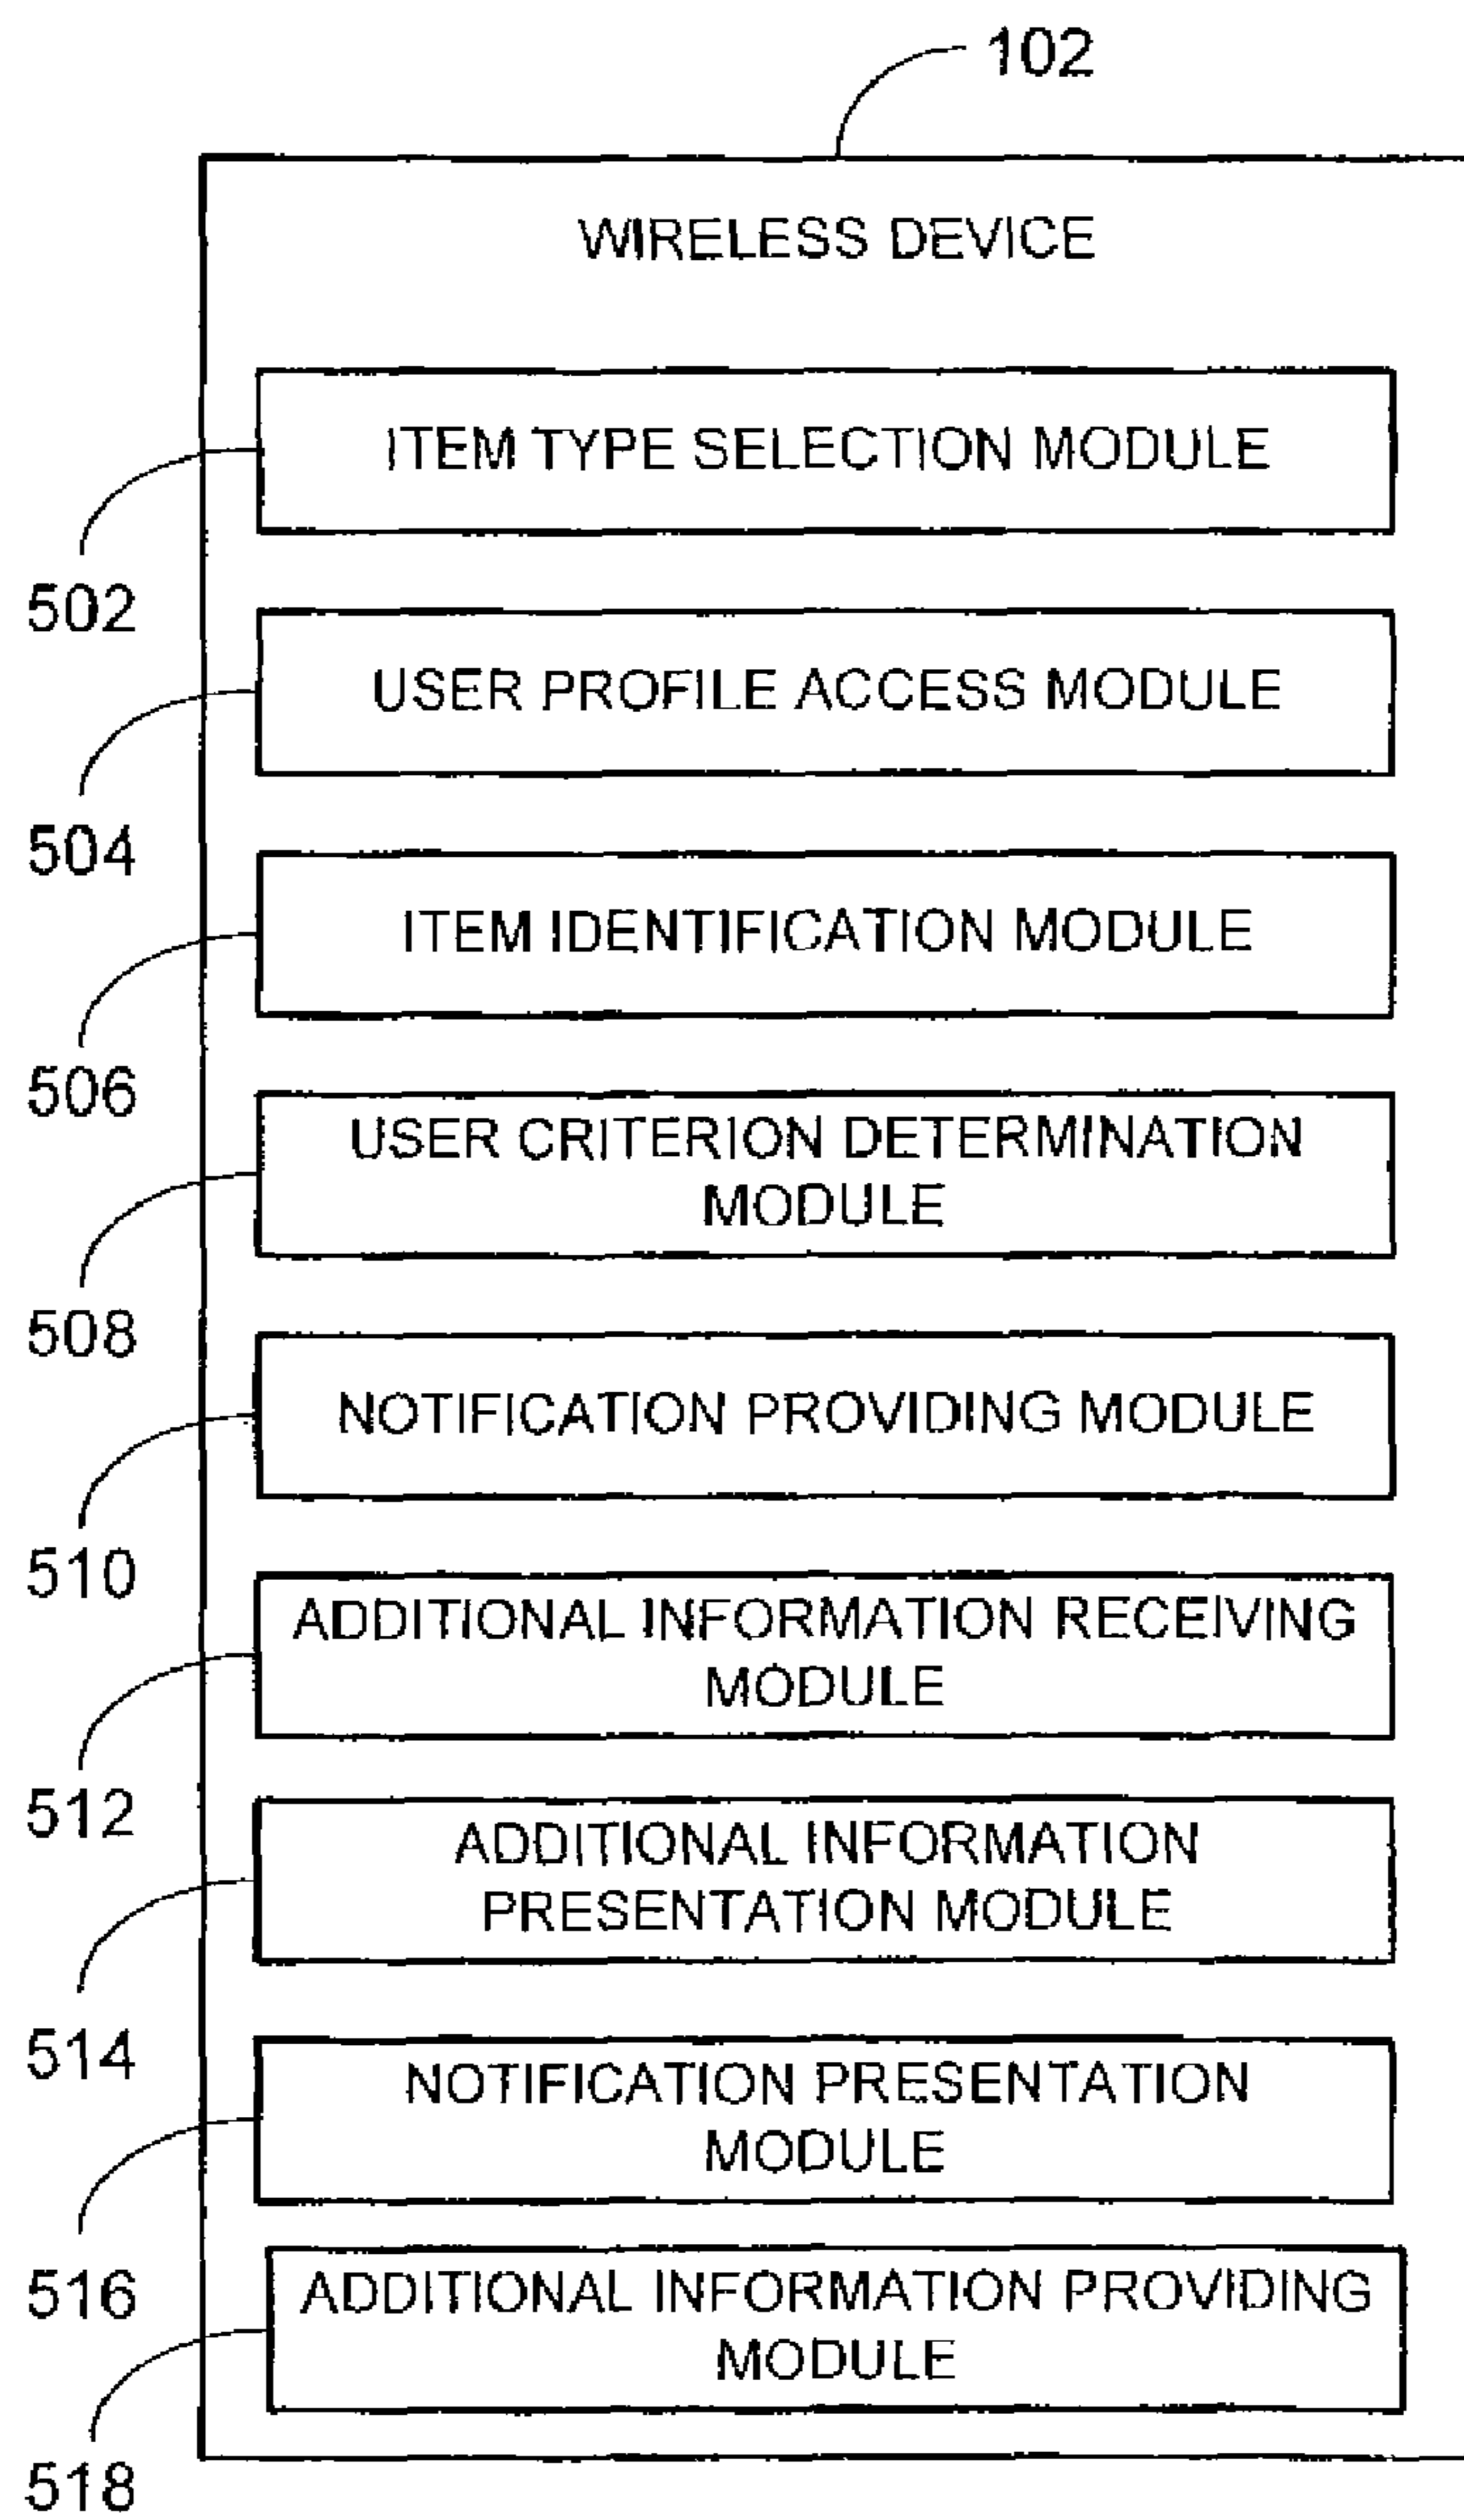 102
WIRELESS DEVICE
ITEM TYPE SELECTION MODULE
502
USER PROFILE ACCESS MODULE
504
ITEM IDENTIFICATION MODULE
506
USER CRITERION DETERMINATION
MODULE
508
NOTIFICATION PROVIDING MODULE
510
ADDITIONAL INFORMATION RECEIVING
MODULE
512
ADDITIONAL INFORMATION
PRESENTATION MODULE
514
NOTIFICATION PRESENTATION
MODULE
516
ADDITIONAL INFORMATION PROVIDING
MODULE
518